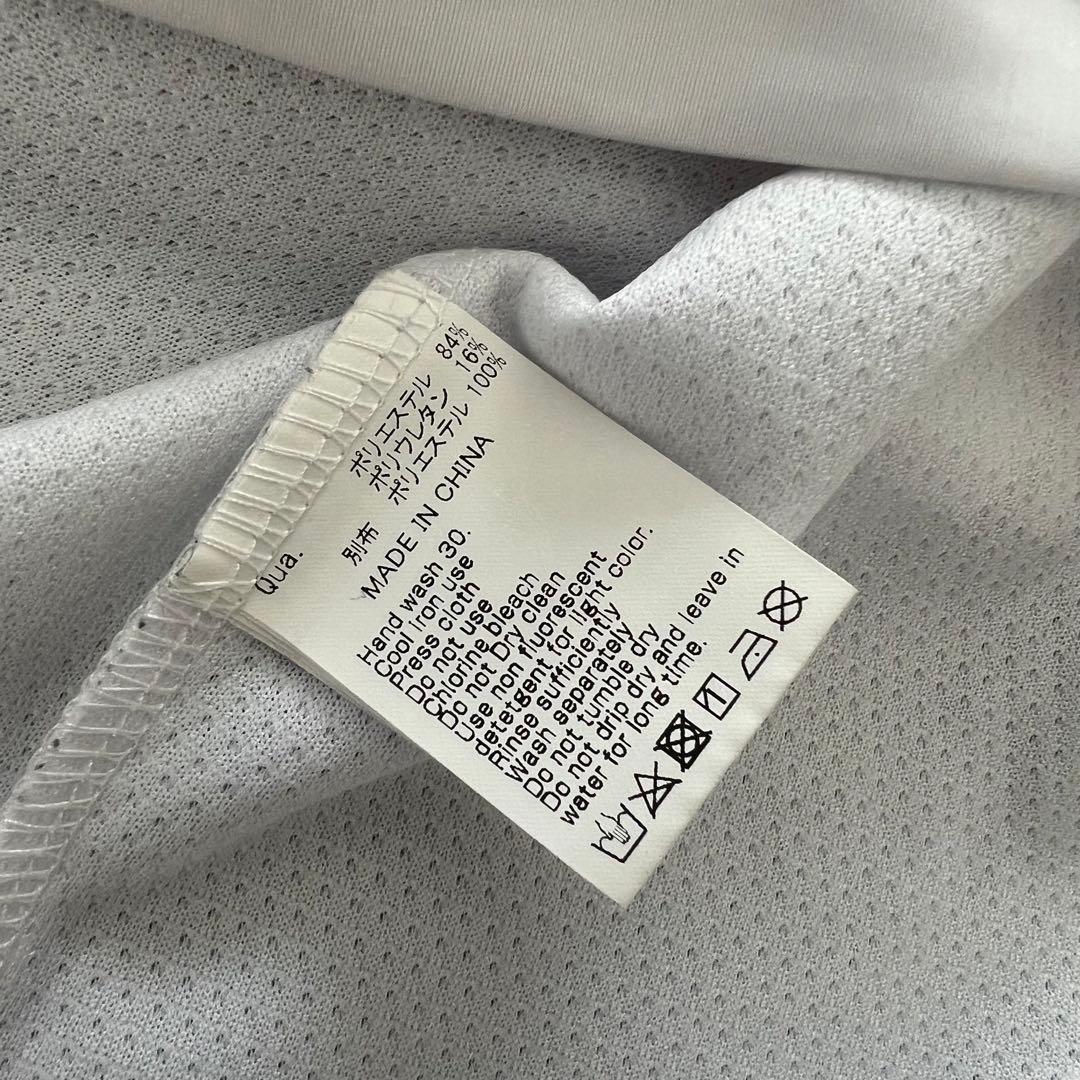 Qua.
ポリエステル 84%
ポリウレタン 16%
別布 ポリエステル 100%
MADE IN CHINA
Hand wash 30.
Cool iron use
Press cloth
Do not use
Chlorine bleach
Do not Dry clean
Use non fluorescent
detetgent for light color.
Rinse sufficiently
Wash separately
Do not tumble dry
Do not drip dry and leave in
water for long time.